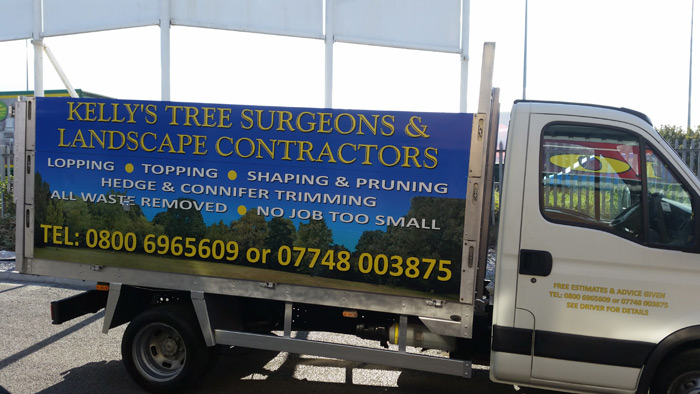 KELLY'S TREE SURGEONS &
LANDSCAPE CONTRACTORS
LOPPING • TOPPING • SHAPING & PRUNING
HEDGE & CONNIFER TRIMMING
ALL WASTE REMOVED • NO JOB TOO SMALL
TEL: 0800 6965609 or 07748 003875
FREE ESTIMATES & ADVICE GIVEN
TEL: 0800 6965609 or 07748 003875
SEE DRIVER FOR DETAILS